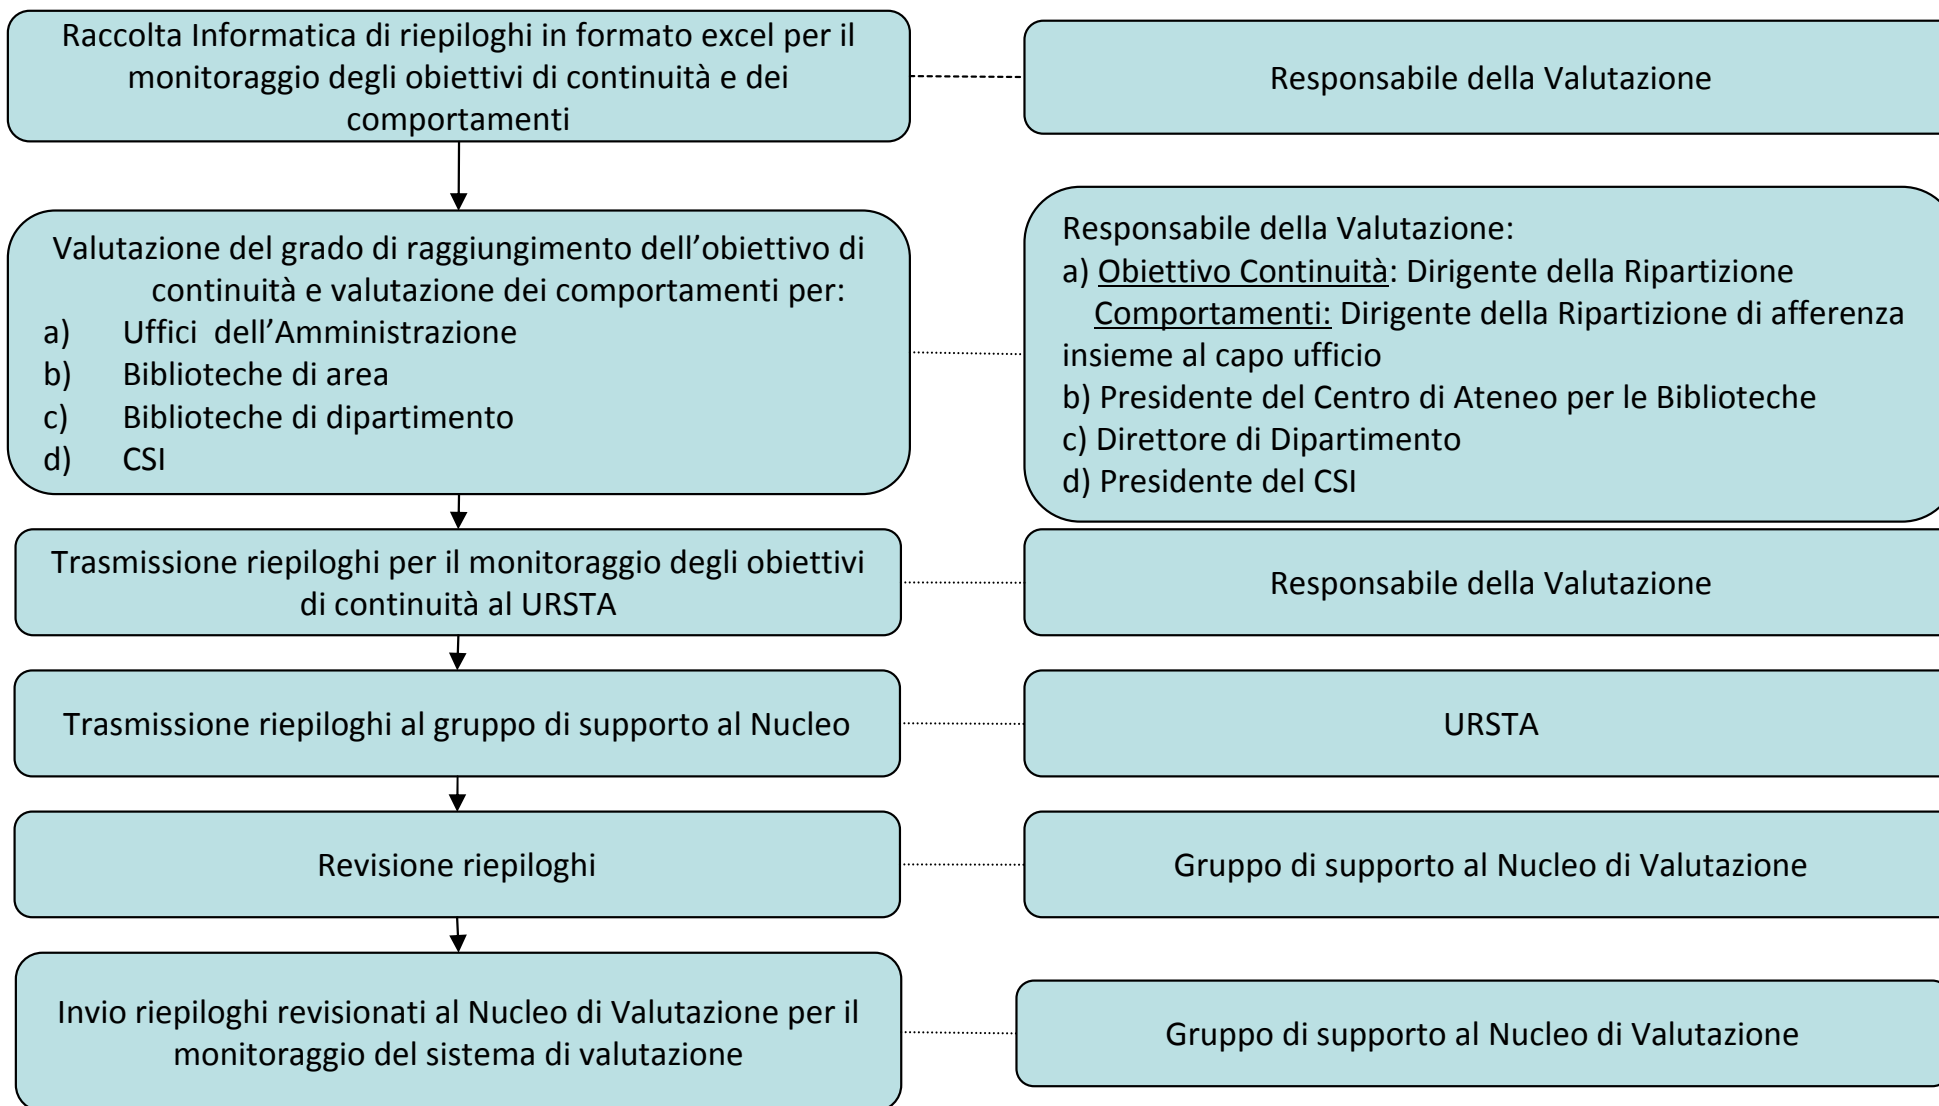 Raccolta Informatica di riepiloghi in formato excel per il
monitoraggio degli obiettivi di continuità e dei
comportamenti
Responsabile della Valutazione
Valutazione del grado di raggiungimento dell’obiettivo di
continuità e valutazione dei comportamenti per:
a) Uffici dell’Amministrazione
b) Biblioteche di area
c) Biblioteche di dipartimento
d) CSI
Responsabile della Valutazione:
a) Obiettivo Continuità: Dirigente della Ripartizione
Comportamenti: Dirigente della Ripartizione di afferenza
insieme al capo ufficio
b) Presidente del Centro di Ateneo per le Biblioteche
c) Direttore di Dipartimento
d) Presidente del CSI
Trasmissione riepiloghi per il monitoraggio degli obiettivi
di continuità al URSTA
Responsabile della Valutazione
Trasmissione riepiloghi al gruppo di supporto al Nucleo
URSTA
Revisione riepiloghi
Gruppo di supporto al Nucleo di Valutazione
Invio riepiloghi revisionati al Nucleo di Valutazione per il
monitoraggio del sistema di valutazione
Gruppo di supporto al Nucleo di Valutazione